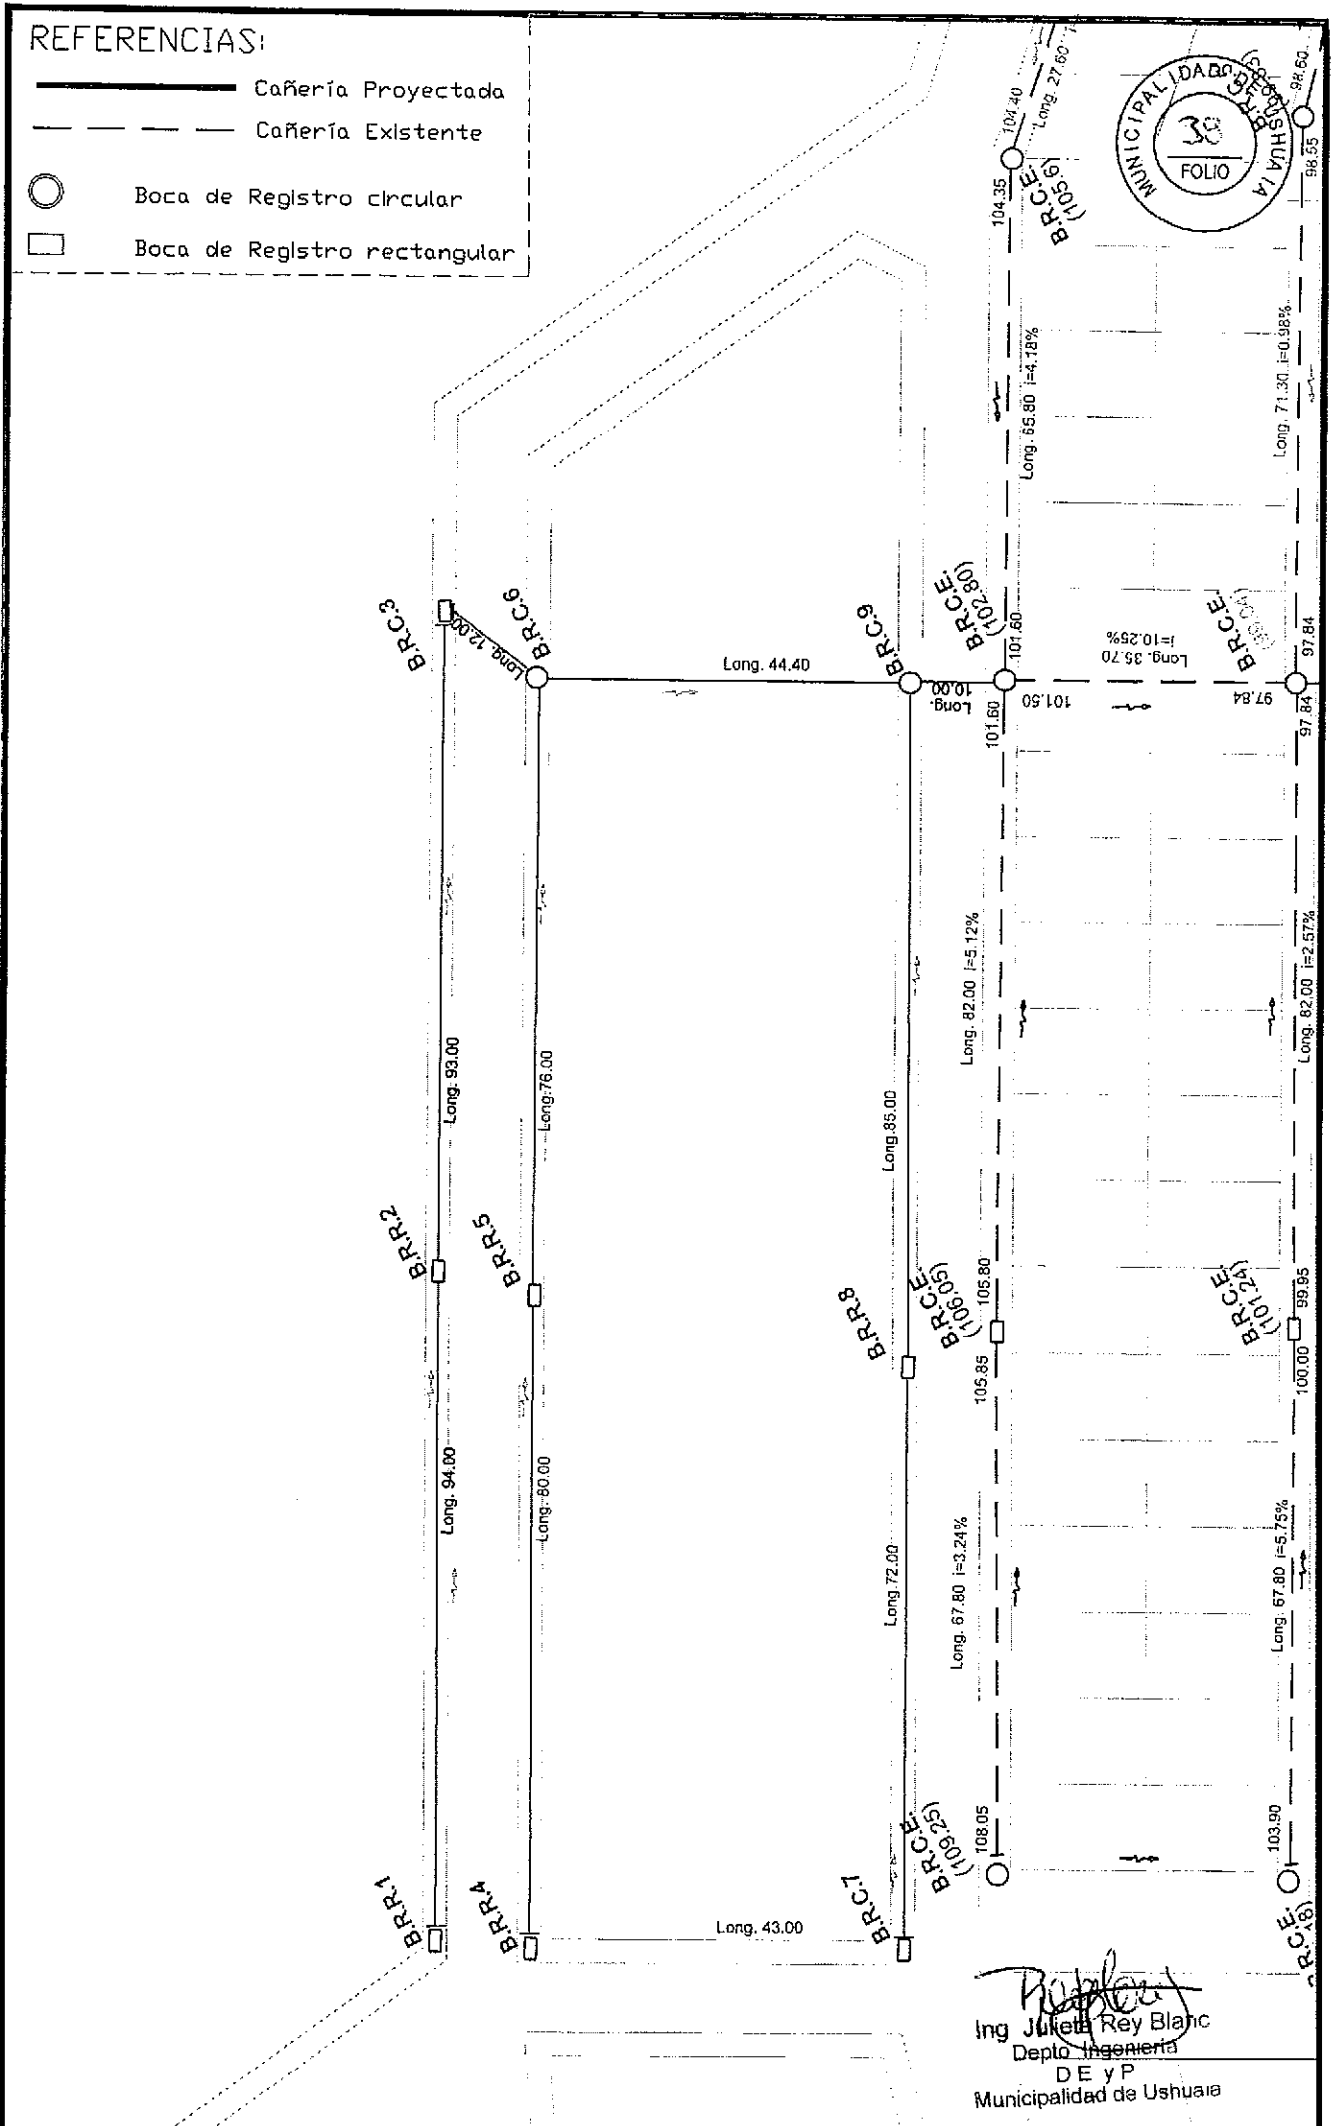 REFERENCIAS:
Cañería Proyectada
Cañería Existente
Boca de Registro circular
Boca de Registro rectangular
MUNICIPALIDAD DE USHUAIA
38
FOLIO
98.60
98.55
104.40
Long. 27.60
104.35
B.R.C.E.
(105.6)
Long. 65.80 i=4.18%
Long. 71.30 i=0.98%
B.R.C.3
Long. 12.00
B.R.C.6
Long. 44.40
B.R.C.9
Long.
10.00
B.R.C.E.
(102.80)
101.60
101.60
101.50
Long. 35.70
i=10.25%
97.84
B.R.C.E.
97.84
97.84
Long. 93.00
Long.76.00
Long.85.00
Long. 82.00 i=5.12%
Long. 82.00 i=2.57%
B.R.R.2
B.R.R.5
B.R.R.8
B.R.C.E.
(106.05)
105.80
105.85
B.R.C.E.
(101.24)
99.95
100.00
Long. 94.00
Long. 80.00
Long.72.00
Long. 67.80 i=3.24%
Long. 67.80 i=5.75%
B.R.R.1
B.R.R.4
Long. 43.00
B.R.C.7
B.R.C.E.
(109.25)
108.05
103.90
R.C.E.
Ing Julieta Rey Blanc
Depto Ingeniería
D E y P
Municipalidad de Ushuaia